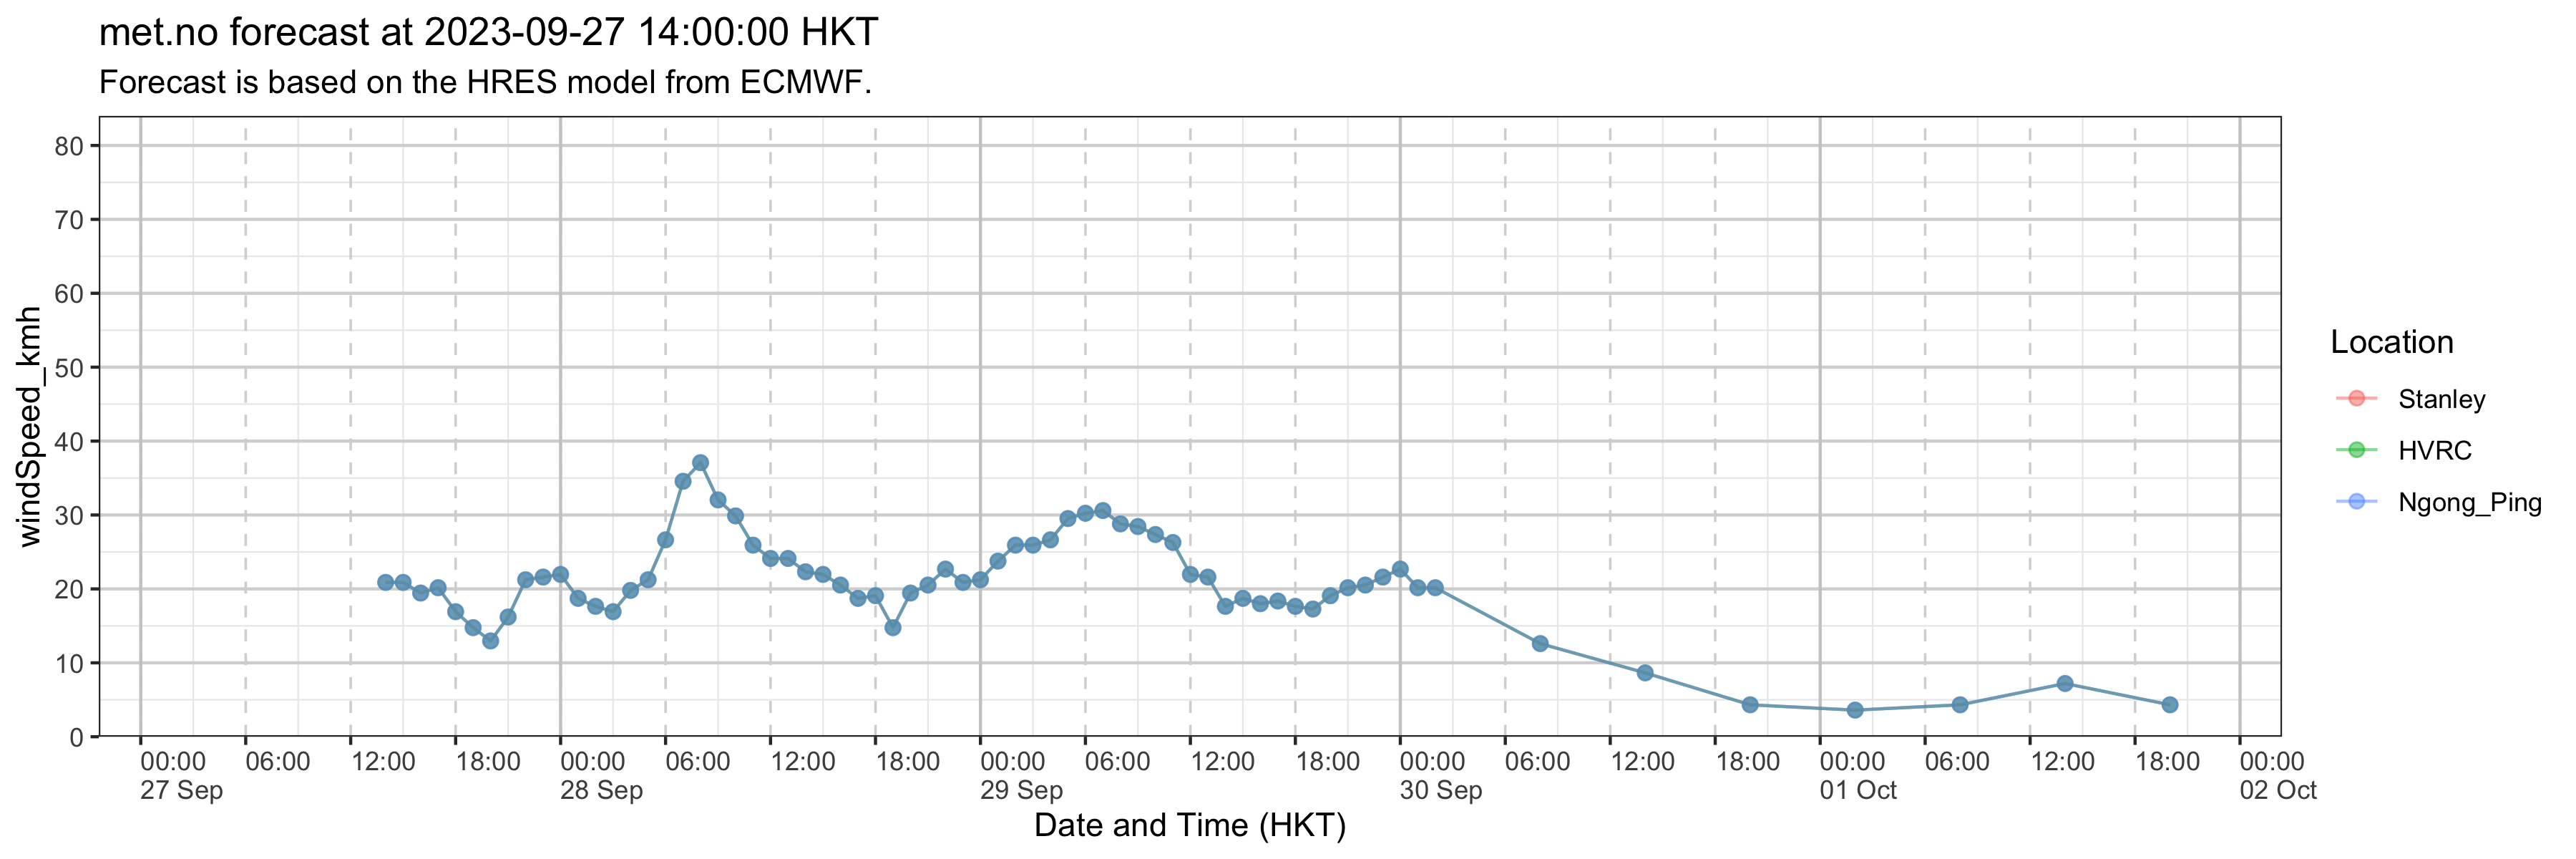 met.no forecast at 2023-09-27 14:00:00 HKT
Forecast is based on the HRES model from ECMWF.
windSpeed_kmh
80
70
60
50
40
30
20
10
0
00:00 06:00 12:00 18:00 00:00 06:00 12:00 18:00 00:00 06:00 12:00 18:00 00:00 06:00 12:00 18:00 00:00 06:00 12:00 18:00 00:00
27 Sep 28 Sep 29 Sep 30 Sep 01 Oct 02 Oct
Date and Time (HKT)
Location
Stanley
HVRC
Ngong_Ping